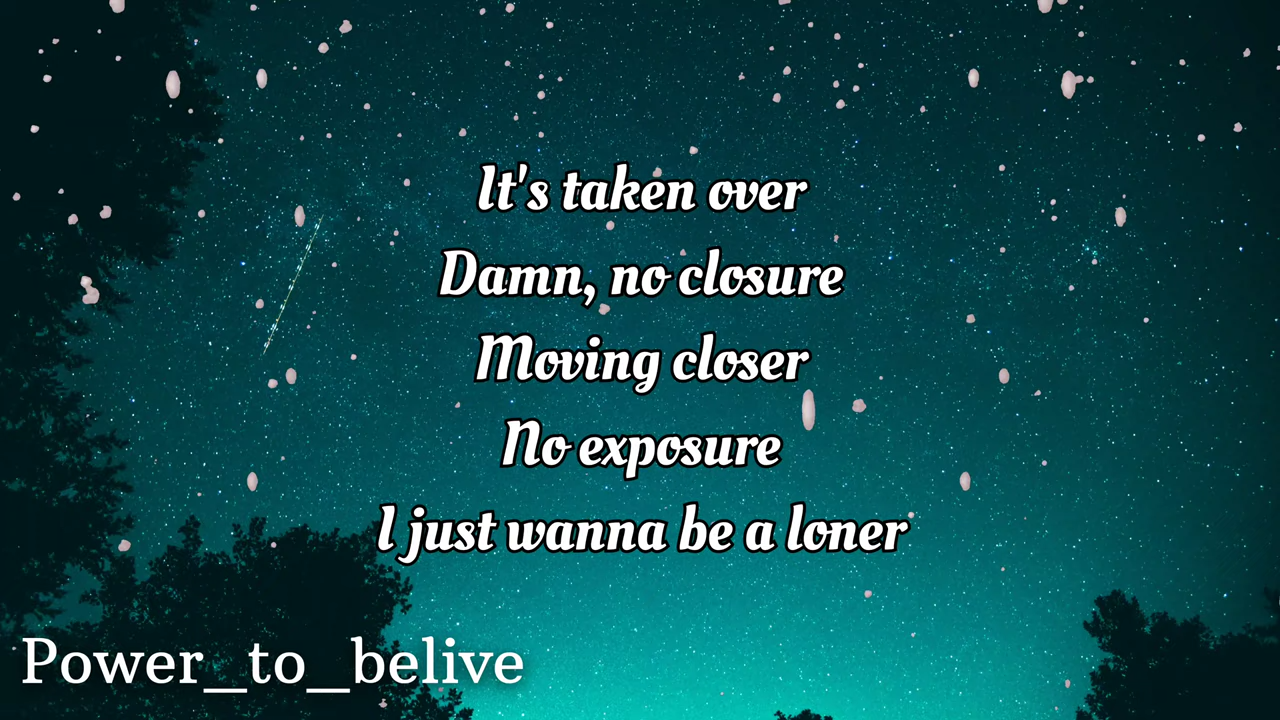 It's taken over
Damn, no closure
Moving closer
No exposure
I just wanna be a loner
Power_to_belive